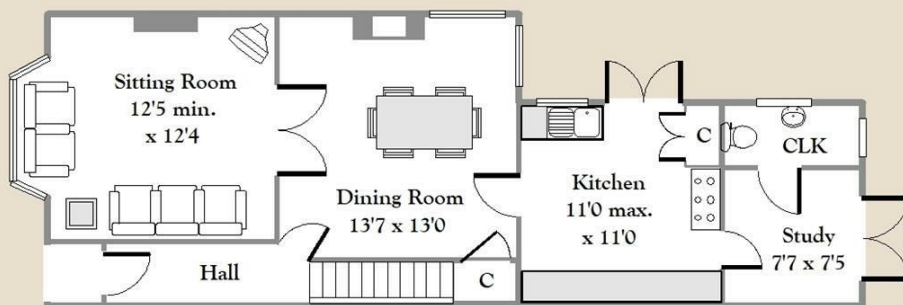 Sitting Room
12'5 min.
x 12'4
Dining Room
13'7 x 13'0
Kitchen
11'0 max.
x 11'0
C
CLK
Study
7'7 x 7'5
Hall
C